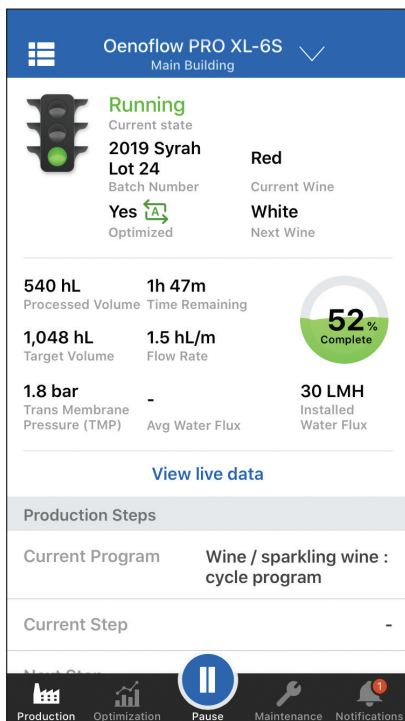 Oenoflow PRO XL-6S
Main Building
Running
Current state
2019 Syrah
Lot 24
Batch Number
Red
Current Wine
Yes A
Optimized
White
Next Wine
540 hL
Processed Volume
1h 47m
Time Remaining
52%
Complete
1,048 hL
Target Volume
1.5 hL/m
Flow Rate
1.8 bar
Trans Membrane
Pressure (TMP)
-
Avg Water Flux
30 LMH
Installed
Water Flux
View live data
Production Steps
Current Program
Wine / sparkling wine :
cycle program
Current Step
-
Next Step
1
Production
Optimization
Pause
Maintenance
Notifications